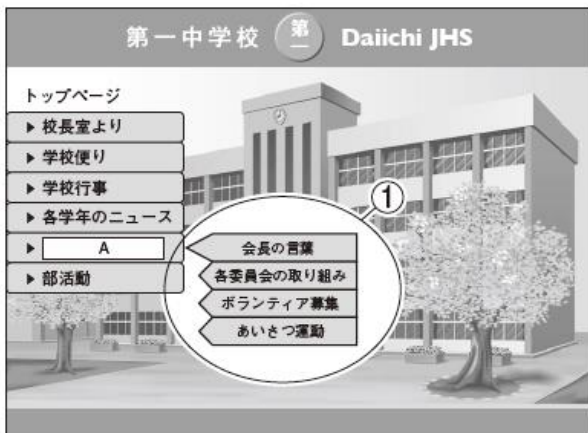 第一中学校 第一 Daiichi JHS
トップページ
▶ 校長室より
▶ 学校便り
▶ 学校行事
▶ 各学年のニュース
▶ A
▶ 部活動
①
会長の言葉
各委員会の取り組み
ボランティア募集
あいさつ運動